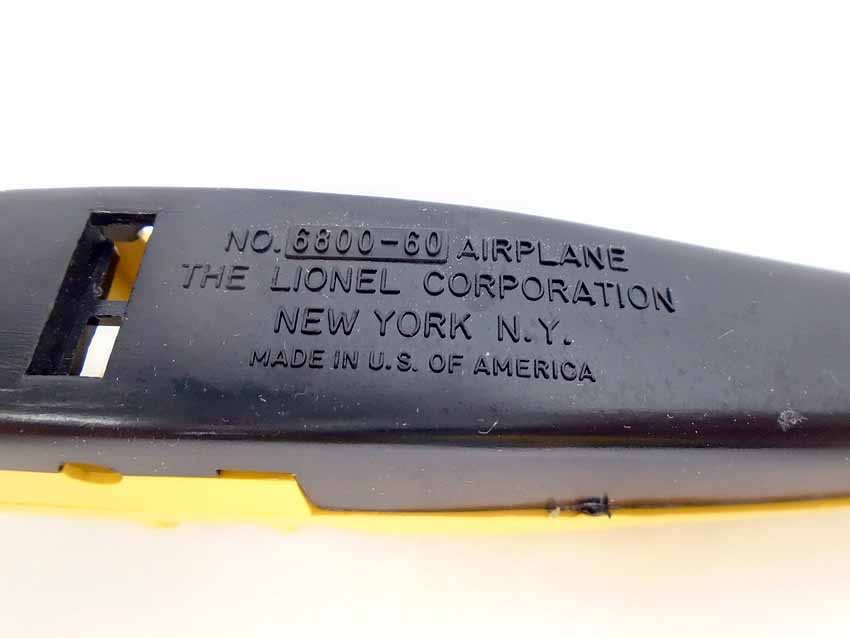 NO. 6800-60 AIRPLANE
THE LIONEL CORPORATION
NEW YORK N.Y.
MADE IN U.S. OF AMERICA